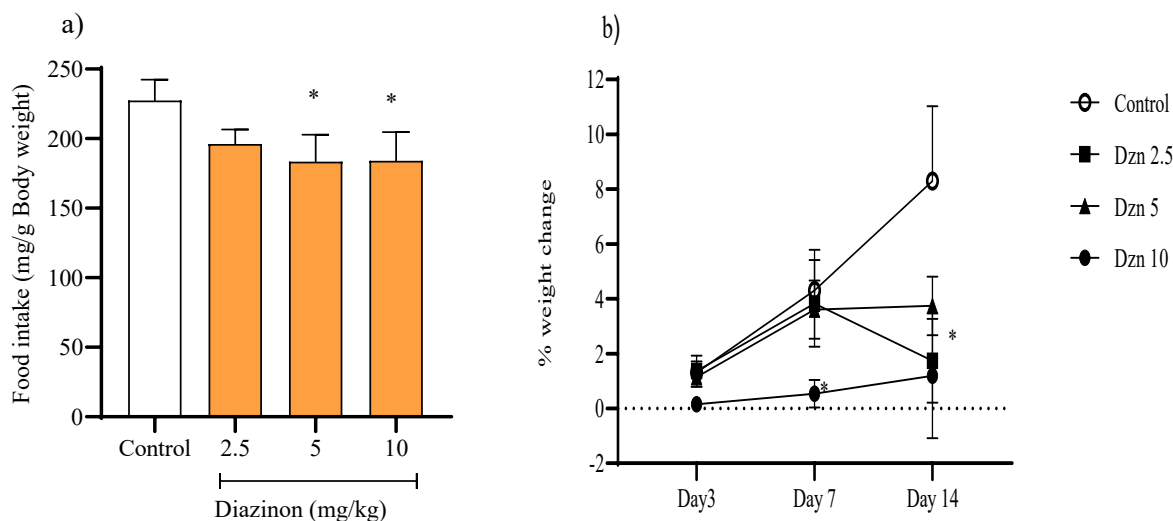 a)
Food intake (mg/g Body weight)
250
200
150
100
50
0
*
*
Control
2.5
5
10
Diazinon (mg/kg)
b)
% weight change
12
10
8
6
4
2
0
-2
*
*
Day3
Day 7
Day 14
Control
Dzn 2.5
Dzn 5
Dzn 10